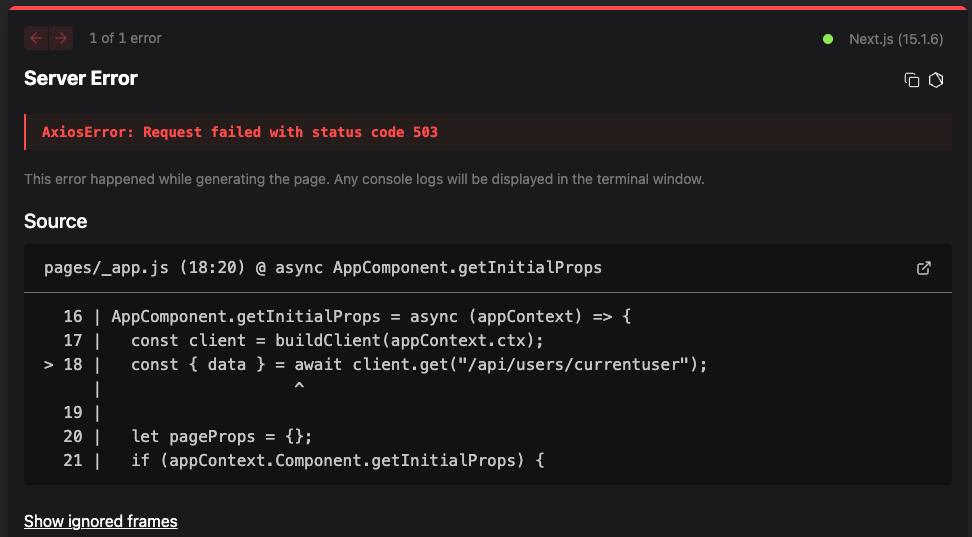 1 of 1 error
Next.js (15.1.6)
Server Error
AxiosError: Request failed with status code 503
This error happened while generating the page. Any console logs will be displayed in the terminal window.
Source
pages/_app.js (18:20) @ async AppComponent.getInitialProps
16 | AppComponent.getInitialProps = async (appContext) => {
17 |   const client = buildClient(appContext.ctx);
> 18 |   const { data } = await client.get("/api/users/currentuser");
|                    ^
19 |
20 |   let pageProps = {};
21 |   if (appContext.Component.getInitialProps) {
Show ignored frames